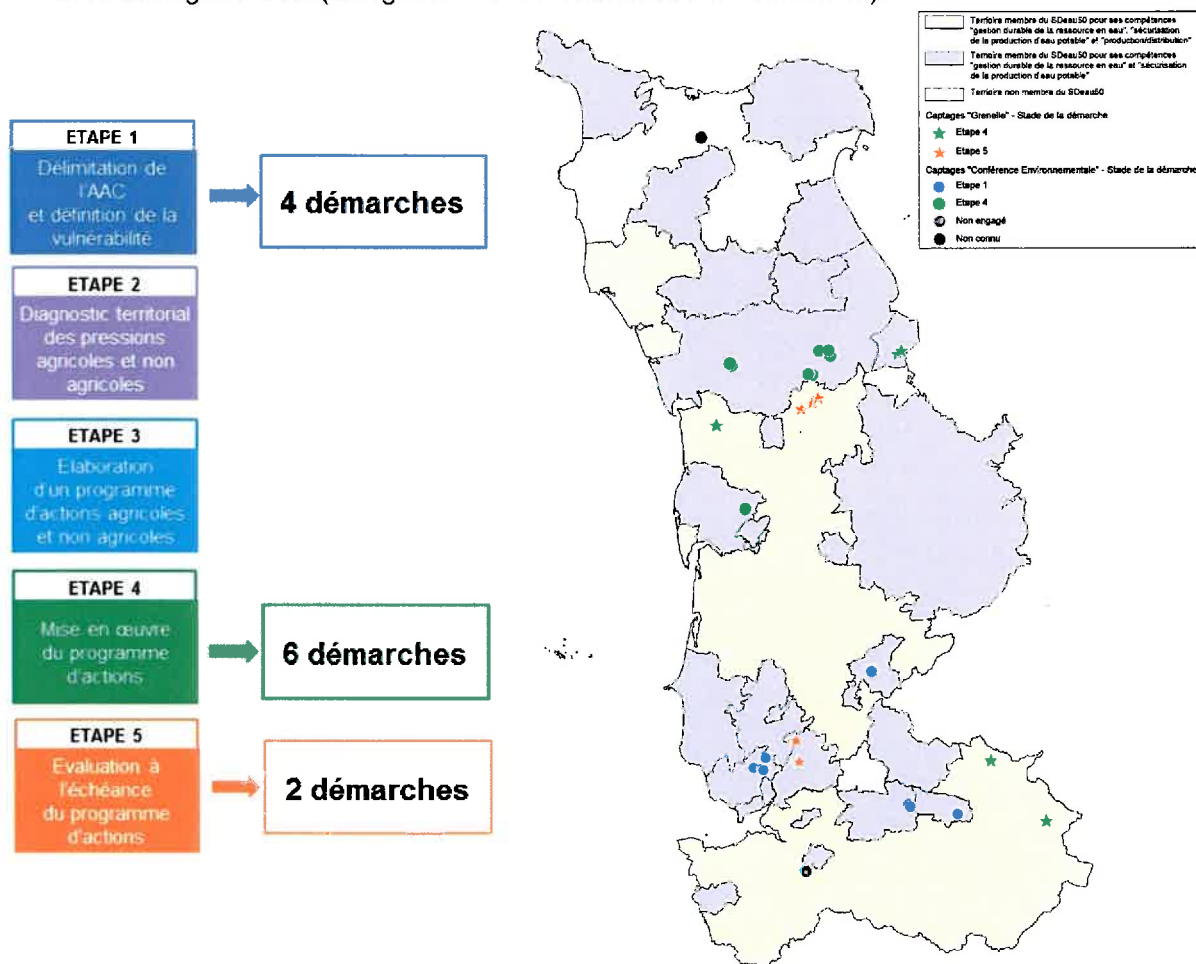 ETAPE 1
Délimitation de
l'AAC
et définition de la
vulnérabilité
4 démarches
ETAPE 2
Diagnostic territorial
des pressions
agricoles et non
agricoles
ETAPE 3
Elaboration
d'un programme
d'actions agricoles
et non agricoles
ETAPE 4
Mise en œuvre
du programme
d'actions
6 démarches
ETAPE 5
Evaluation à
l'échéance
du programme
d'actions
2 démarches
Territoire membre du SDeau50 pour ses compétences
"gestion durable de la ressource en eau", "sécurisation
de la production d'eau potable" et "production/distribution"
Territoire membre du SDeau50 pour ses compétences
"gestion durable de la ressource en eau" et "sécurisation
de la production d'eau potable"
Territoire non membre du SDeau50
Captages "Grenelle" - Stade de la démarche
Etape 4
Etape 5
Captages "Conférence Environnementale" - Stade de la démarche
Etape 1
Etape 4
Non engagé
Non connu